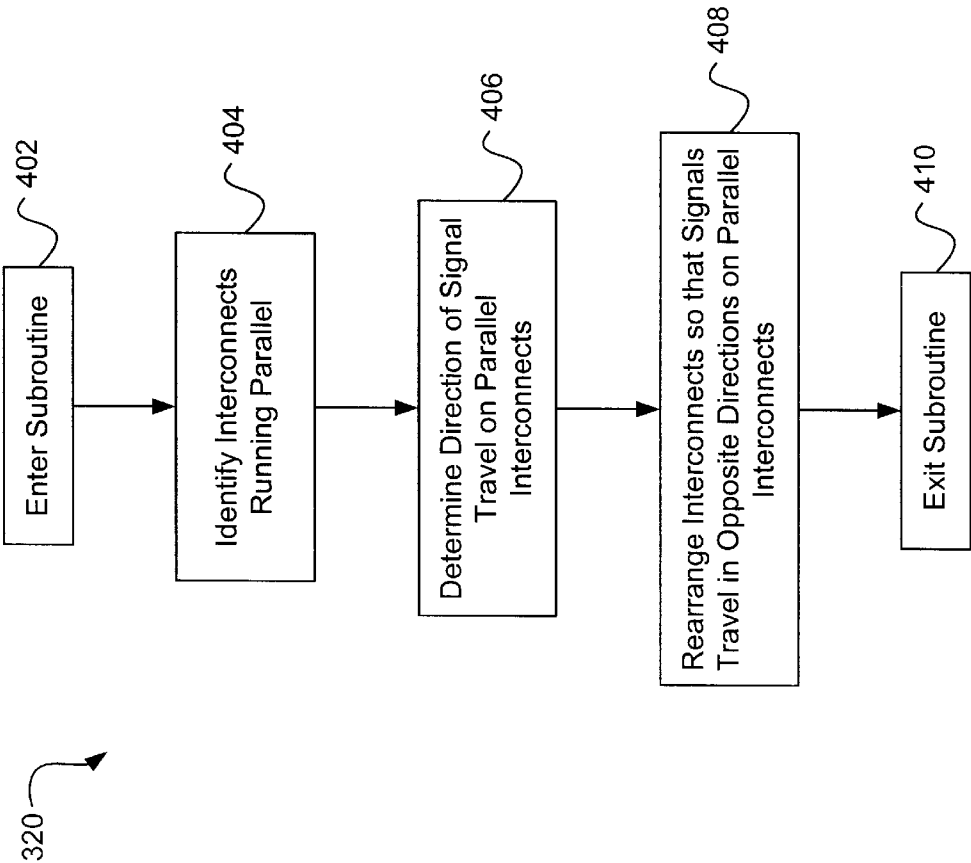 320
402
Enter Subroutine
404
Identify Interconnects
Running Parallel
406
Determine Direction of Signal
Travel on Parallel
Interconnects
408
Rearrange Interconnects so that Signals
Travel in Opposite Directions on Parallel
Interconnects
410
Exit Subroutine